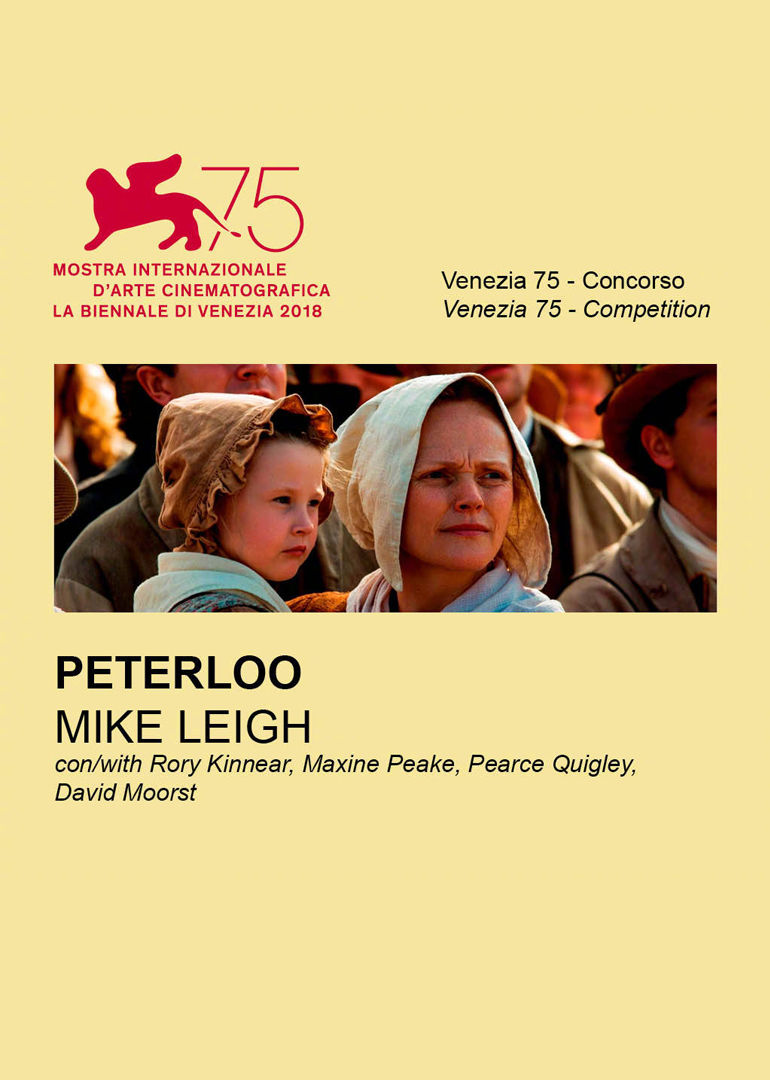 75
MOSTRA INTERNAZIONALE
D'ARTE CINEMATOGRAFICA
LA BIENNALE DI VENEZIA 2018
Venezia 75 - Concorso
Venezia 75 - Competition
PETERLOO
MIKE LEIGH
con/with Rory Kinnear, Maxine Peake, Pearce Quigley,
David Moorst